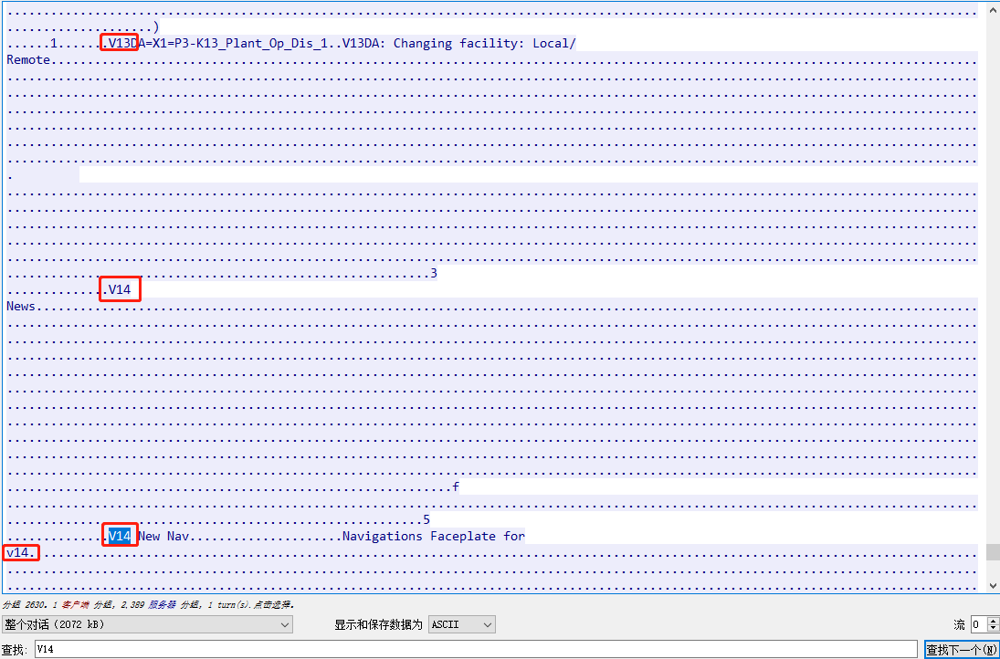 ....................)
......1.......V13DA=X1=P3-K13_Plant_Op_Dis_1..V13DA: Changing facility: Local/
Remote.
..........................................................3
..............V14
News.
.............................................................f
.........................................................5
..............V14 New Nav.....................Navigations Faceplate for
v14.
分组 2630。1 客户端 分组, 2,389 服务器 分组, 1 turn(s).点击选择。
整个对话 (2072 kB) 显示和保存数据为 ASCII 流 0
查找: V14 查找下一个(N)